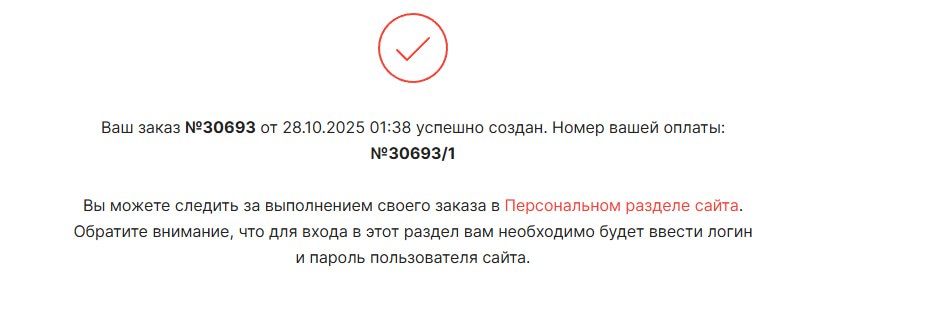 Ваш заказ №30693 от 28.10.2025 01:38 успешно создан. Номер вашей оплаты:
№30693/1
Вы можете следить за выполнением своего заказа в Персональном разделе сайта.
Обратите внимание, что для входа в этот раздел вам необходимо будет ввести логин
и пароль пользователя сайта.